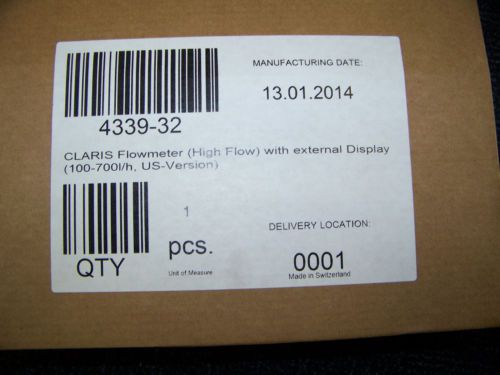 MANUFACTURING DATE:
13.01.2014
4339-32
CLARIS Flowmeter (High Flow) with external Display
(100-700l/h, US-Version)
1
pcs.
QTY
Unit of Measure
DELIVERY LOCATION:
0001
Made in Switzerland